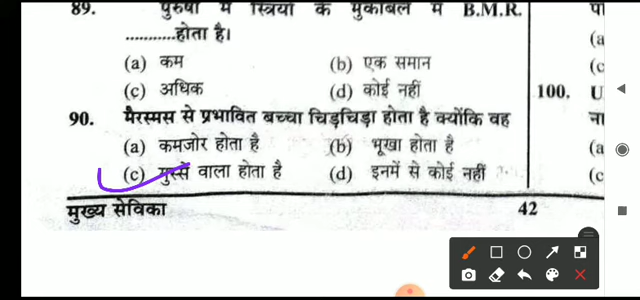 89. पुरुषों में स्त्रियों के मुकाबले में B.M.R.
...........होता है।
(a) कम
(b) एक समान
(c) अधिक
(d) कोई नहीं
90. मैरस्मस से प्रभावित बच्चा चिड़चिड़ा होता है क्योंकि वह
(a) कमजोर होता है
(b) भूखा होता है
(c) गुस्से वाला होता है
(d) इनमें से कोई नहीं
मुख्य सेविका
42
पा
(a
(c
100. U
ना
(a
(c